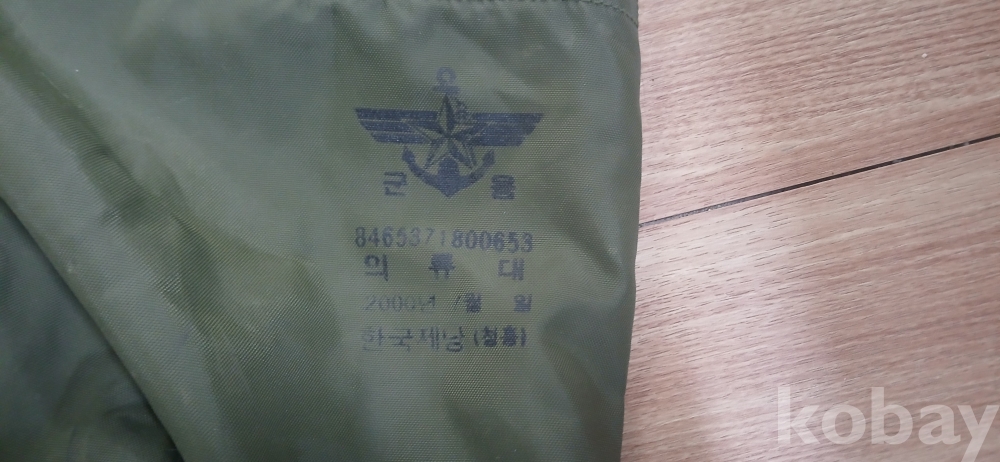 군 용
8465371800653
의 류 대
2000년 /월 일
한국제낭 (청홍)
kobay